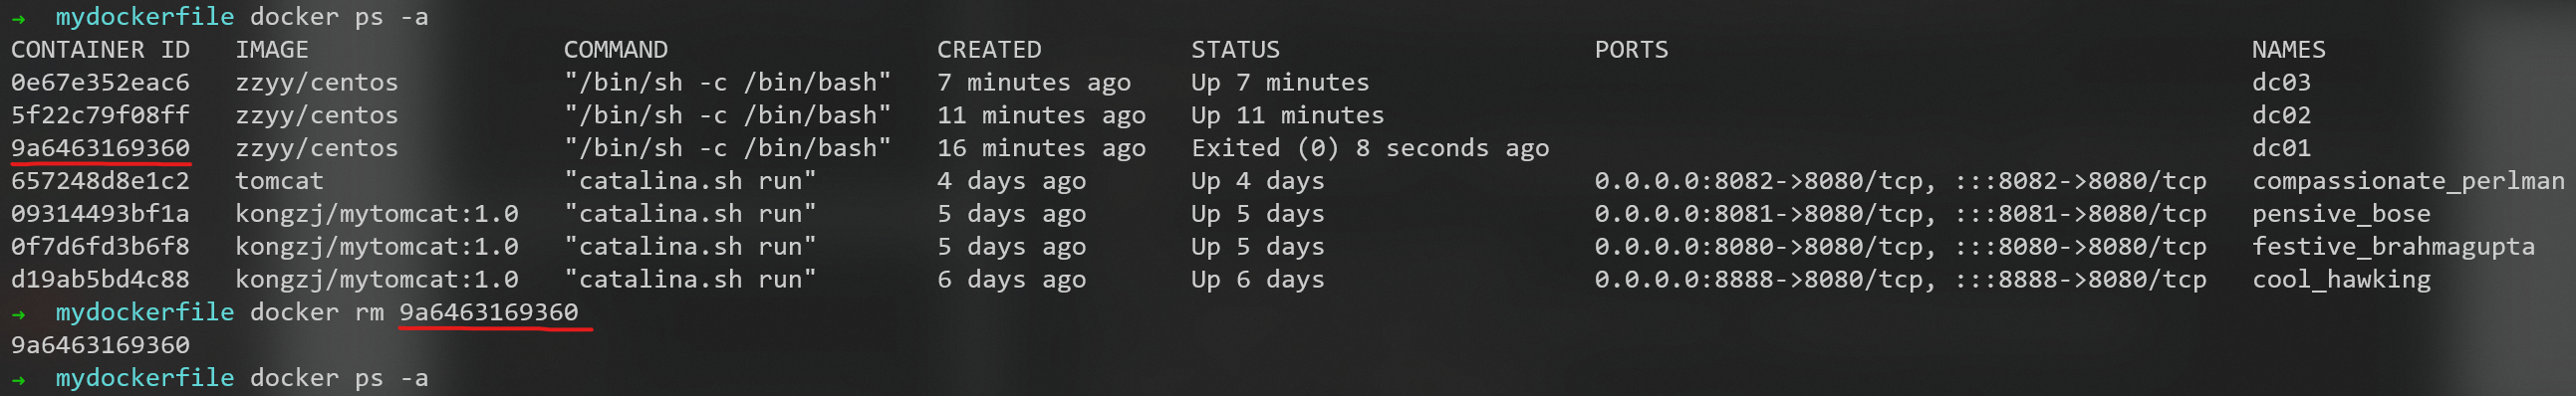 → mydockerfile docker ps -a
CONTAINER ID IMAGE COMMAND CREATED STATUS PORTS NAMES
0e67e352eac6 zzyy/centos "/bin/sh -c /bin/bash" 7 minutes ago Up 7 minutes dc03
5f22c79f08ff zzyy/centos "/bin/sh -c /bin/bash" 11 minutes ago Up 11 minutes dc02
9a6463169360 zzyy/centos "/bin/sh -c /bin/bash" 16 minutes ago Exited (0) 8 seconds ago dc01
657248d8e1c2 tomcat "catalina.sh run" 4 days ago Up 4 days 0.0.0.0:8082->8080/tcp, :::8082->8080/tcp compassionate_perlman
09314493bf1a kongzj/mytomcat:1.0 "catalina.sh run" 5 days ago Up 5 days 0.0.0.0:8081->8080/tcp, :::8081->8080/tcp pensive_bose
0f7d6fd3b6f8 kongzj/mytomcat:1.0 "catalina.sh run" 5 days ago Up 5 days 0.0.0.0:8080->8080/tcp, :::8080->8080/tcp festive_brahmagupta
d19ab5bd4c88 kongzj/mytomcat:1.0 "catalina.sh run" 6 days ago Up 6 days 0.0.0.0:8888->8080/tcp, :::8888->8080/tcp cool_hawking
→ mydockerfile docker rm 9a6463169360
9a6463169360
→ mydockerfile docker ps -a